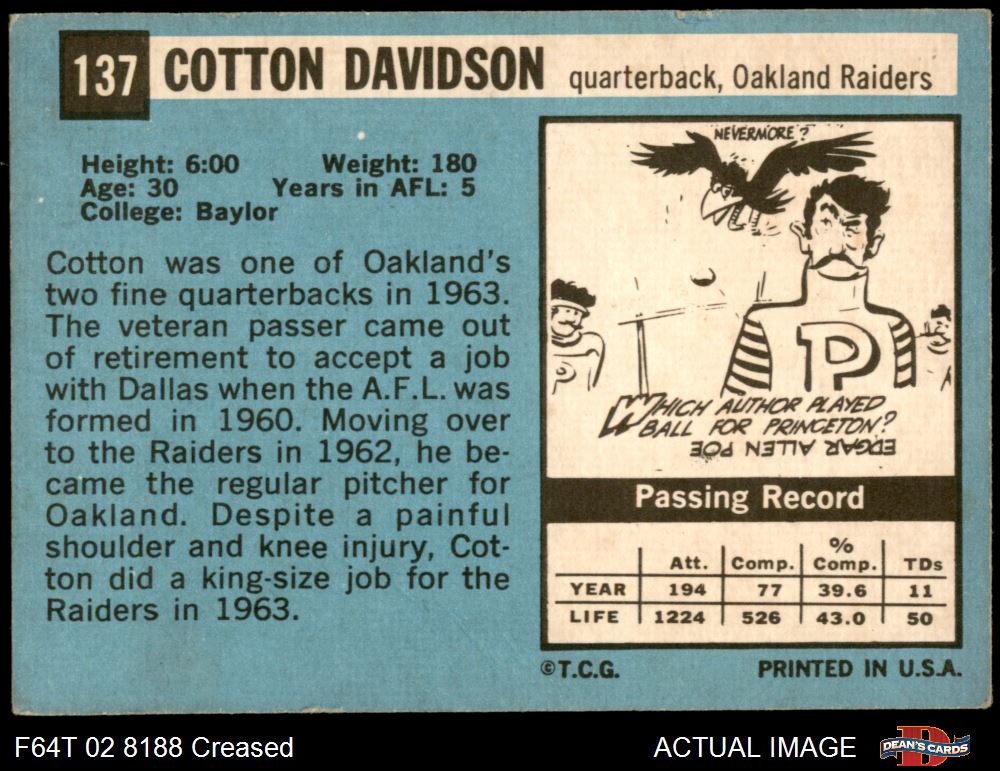 137 COTTON DAVIDSON quarterback, Oakland Raiders
Height: 6:00 Weight: 180
Age: 30 Years in AFL: 5
College: Baylor
Cotton was one of Oakland's
two fine quarterbacks in 1963.
The veteran passer came out
of retirement to accept a job
with Dallas when the A.F.L. was
formed in 1960. Moving over
to the Raiders in 1962, he be-
came the regular pitcher for
Oakland. Despite a painful
shoulder and knee injury, Cot-
ton did a king-size job for the
Raiders in 1963.
NEVERMORE?
P
WHICH AUTHOR PLAYED
BALL FOR PRINCETON?
EDGAR ALLEN POE
Passing Record
Att. Comp. % Comp. TDs
YEAR 194 77 39.6 11
LIFE 1224 526 43.0 50
©T.C.G. PRINTED IN U.S.A.
F64T 02 8188 Creased ACTUAL IMAGE DEAN'S CARDS